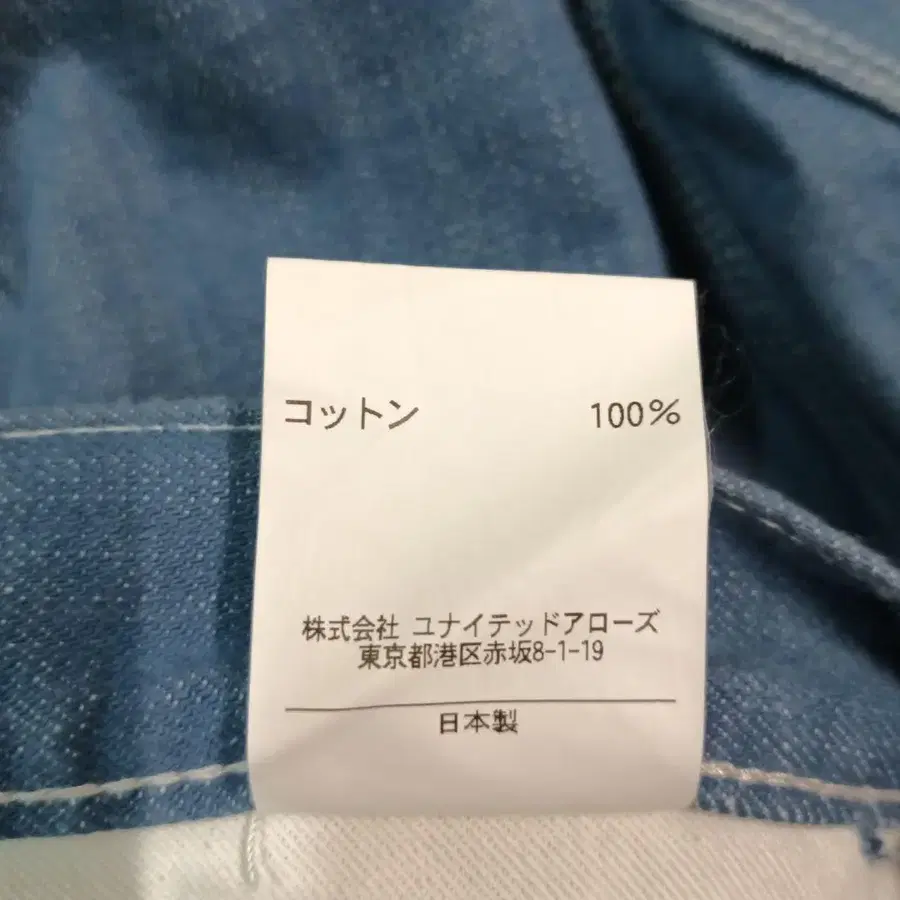 コットン 100%
株式会社 ユナイテッドアローズ
東京都港区赤坂8-1-19
日本製